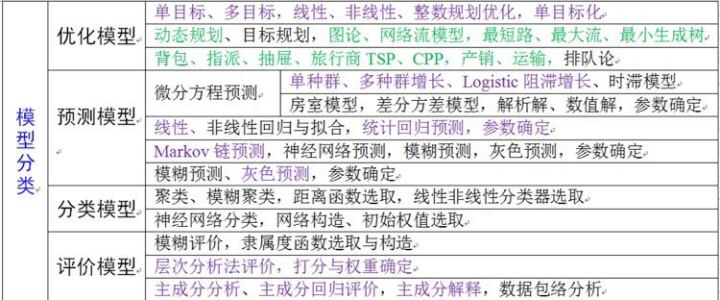 模型分类
优化模型
单目标、多目标，线性、非线性、整数规划优化，单目标化
动态规划、目标规划，图论、网络流模型，最短路、最大流、最小生成树
背包、指派、抽屉、旅行商 TSP、CPP，产销、运输，排队论
预测模型
微分方程预测
单种群、多种群增长、Logistic 阻滞增长、时滞模型
房室模型，差分方差模型，解析解、数值解，参数确定
线性、非线性回归与拟合，统计回归预测，参数确定
Markov 链预测，神经网络预测，模糊预测、灰色预测，参数确定
模糊预测、灰色预测，参数确定
分类模型
聚类、模糊聚类，距离函数选取，线性非线性分类器选取
神经网络分类，网络构造、初始权值选取
评价模型
模糊评价，隶属度函数选取与构造
层次分析法评价，打分与权重确定
主成分分析、主成分回归评价，主成分解释，数据包络分析